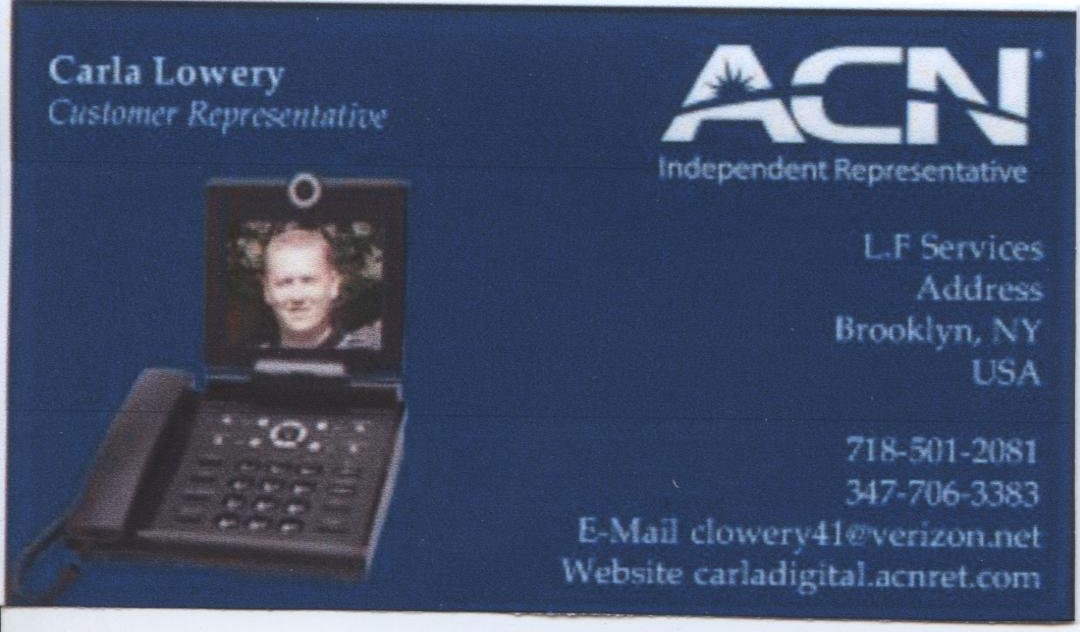 Carla Lowery
Customer Representative
ACN
Independent Representative
L.F Services
Address
Brooklyn, NY
USA
718-501-2081
347-706-3383
E-Mail clowery41@verizon.net
Website carladigital.acnret.com